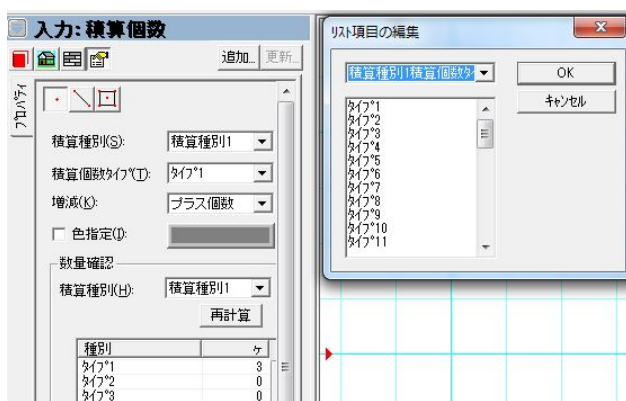 入力: 積算個数
追加...
更新...
プロパティ
積算種別(S):
積算種別1
積算個数タイプ(T):
タイプ1
増減(K):
プラス個数
色指定(I):
数量確認
積算種別(H):
積算種別1
再計算
種別 ケ
タイプ1 3
タイプ2 0
タイプ3 0
リスト項目の編集
積算種別1積算個数タイ
OK
キャンセル
タイプ1
タイプ2
タイプ3
タイプ4
タイプ5
タイプ6
タイプ7
タイプ8
タイプ9
タイプ10
タイプ11